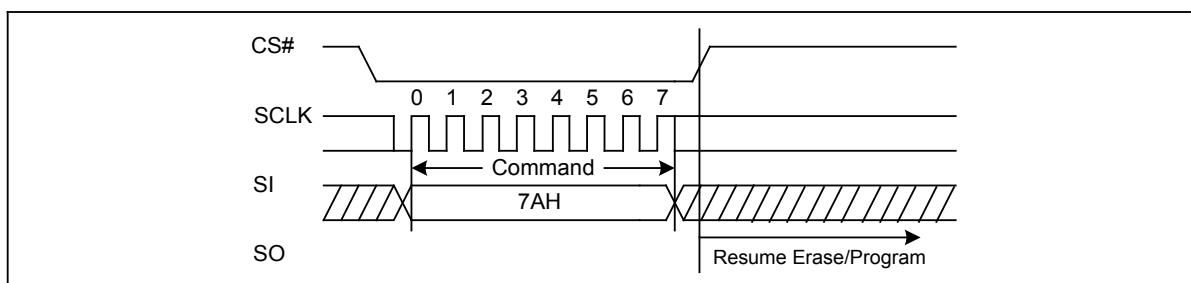 CS#
0 1 2 3 4 5 6 7
SCLK
Command
SI
7AH
SO
Resume Erase/Program